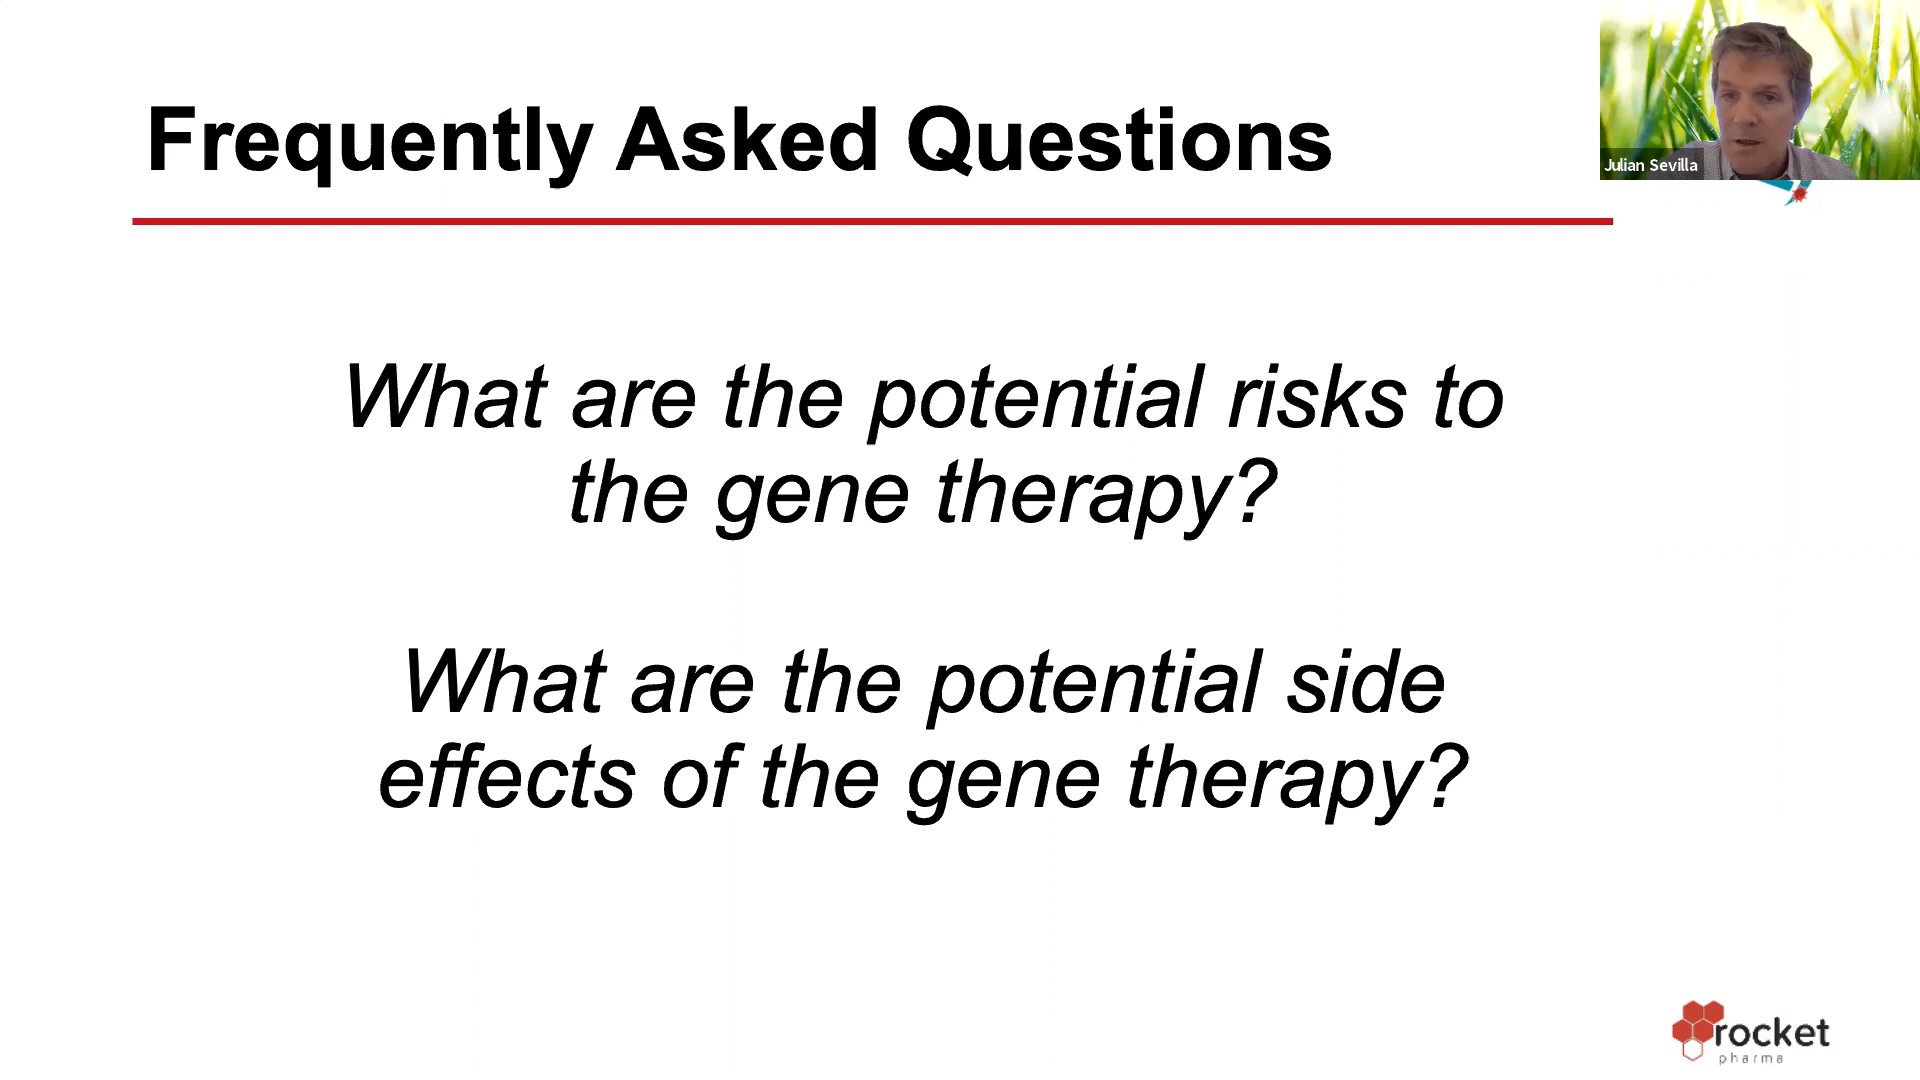 Frequently Asked Questions
Julian Sevilla
What are the potential risks to
the gene therapy?
What are the potential side
effects of the gene therapy?
rocket
pharma